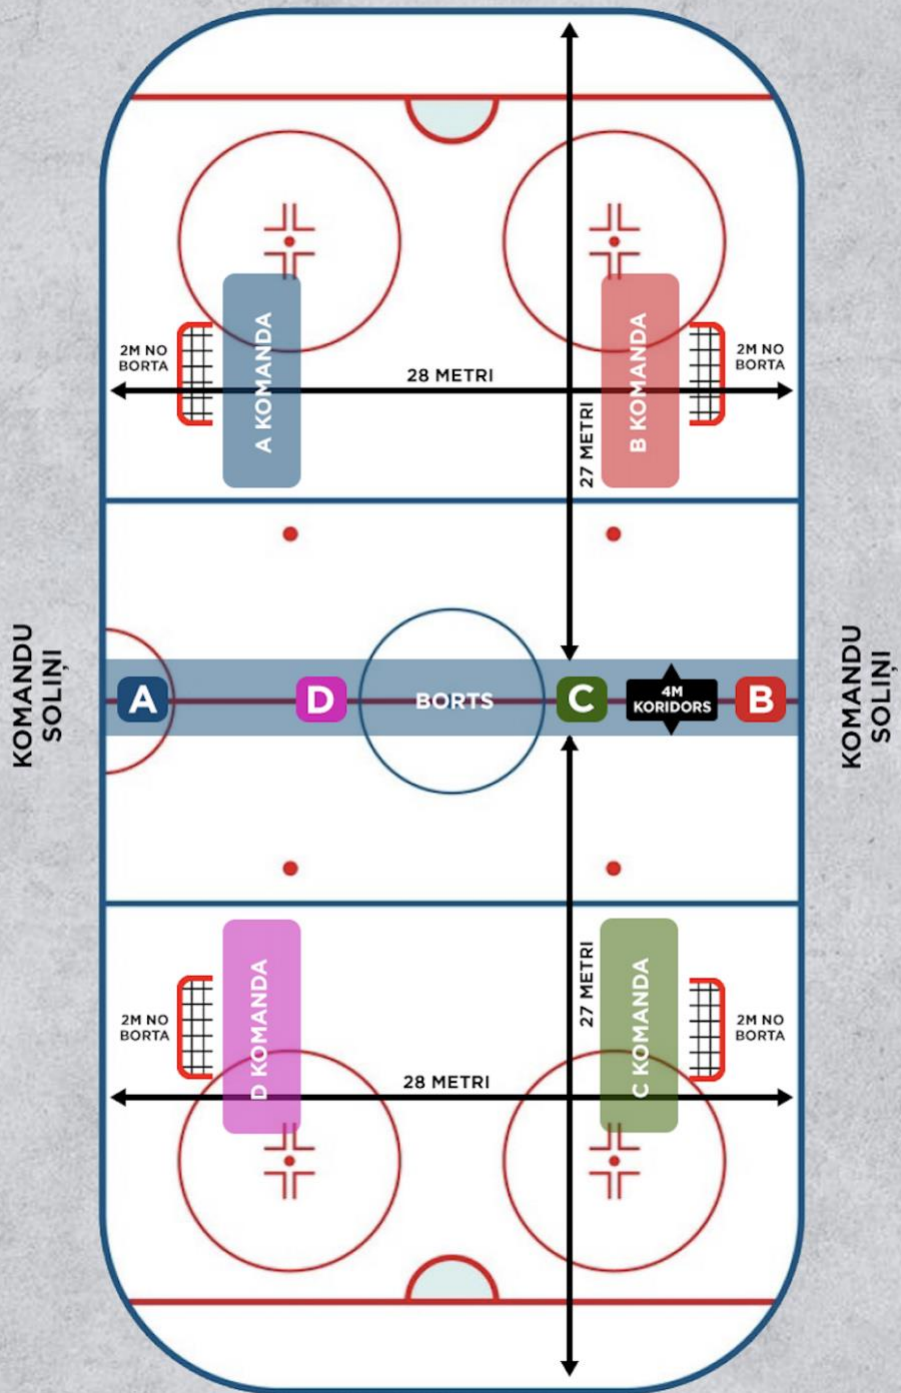 2M NO
BORTA
A KOMANDA
28 METRI
27 METRI
B KOMANDA
2M NO
BORTA
KOMANDU
SOLIŅI
A
D
BORTS
C
4M
KORIDORS
B
KOMANDU
SOLIŅI
2M NO
BORTA
D KOMANDA
28 METRI
27 METRI
C KOMANDA
2M NO
BORTA